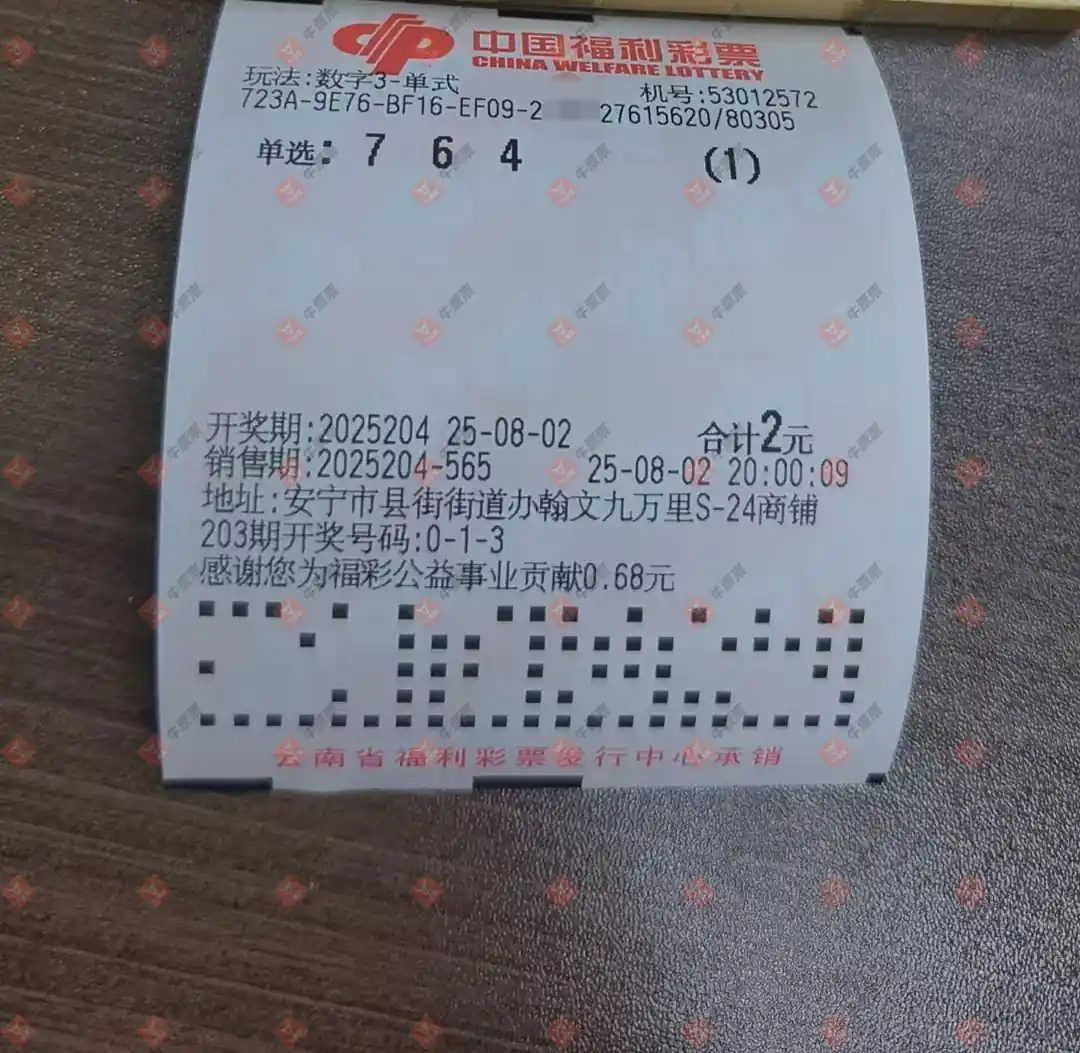 中国福利彩票
CHINA WELFARE LOTTERY
玩法:数字3-单式
机号:53012572
723A-9E76-BF16-EF09-2 27615620/80305
单选: 7 6 4 (1)
开奖期:2025204 25-08-02 合计2元
销售期:2025204-565 25-08-02 20:00:09
地址:安宁市县街街道办翰文九万里S-24商铺
203期开奖号码:0-1-3
感谢您为福彩公益事业贡献0.68元
云南省福利彩票发行中心承销